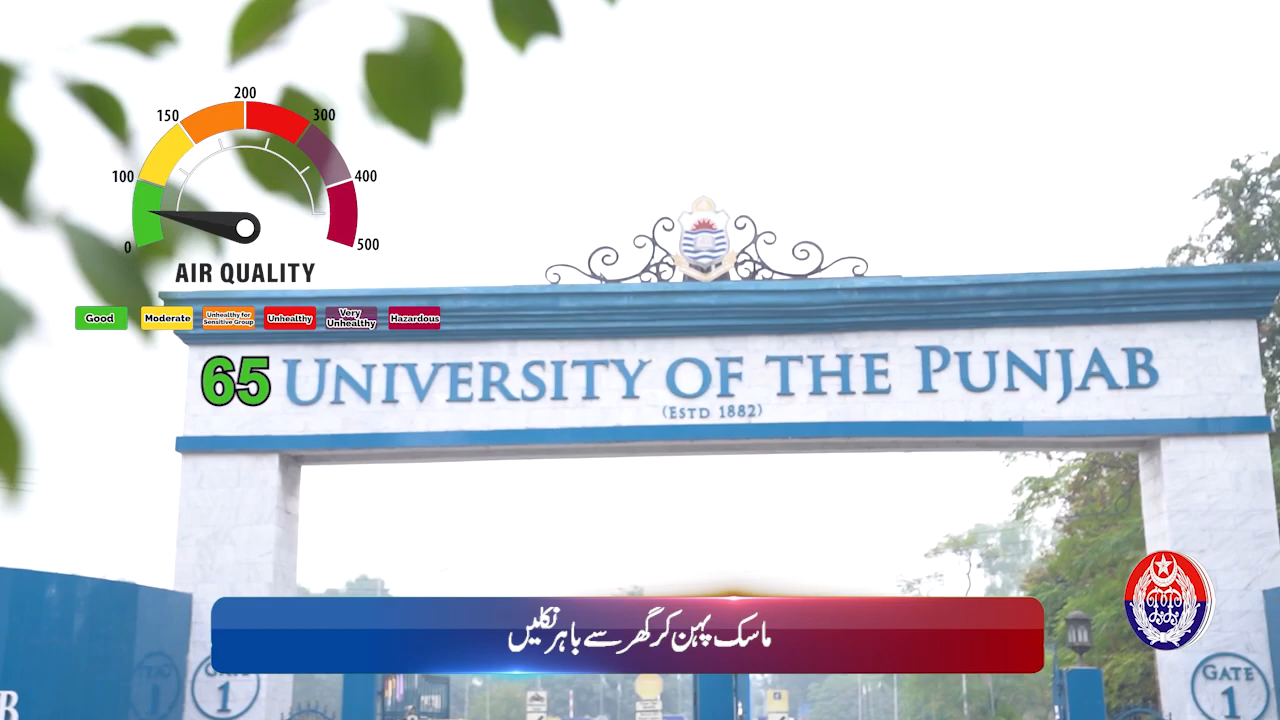 200
150
300
100
400
0
500
AIR QUALITY
Good
Moderate
Unhealthy for
Sensitive Group
Unhealthy
Very
Unhealthy
Hazardous
65
UNIVERSITY OF THE PUNJAB
(ESTD 1882)
ماسک پہن کر گھر سے باہر نکلیں
GATE
1
GATE
1